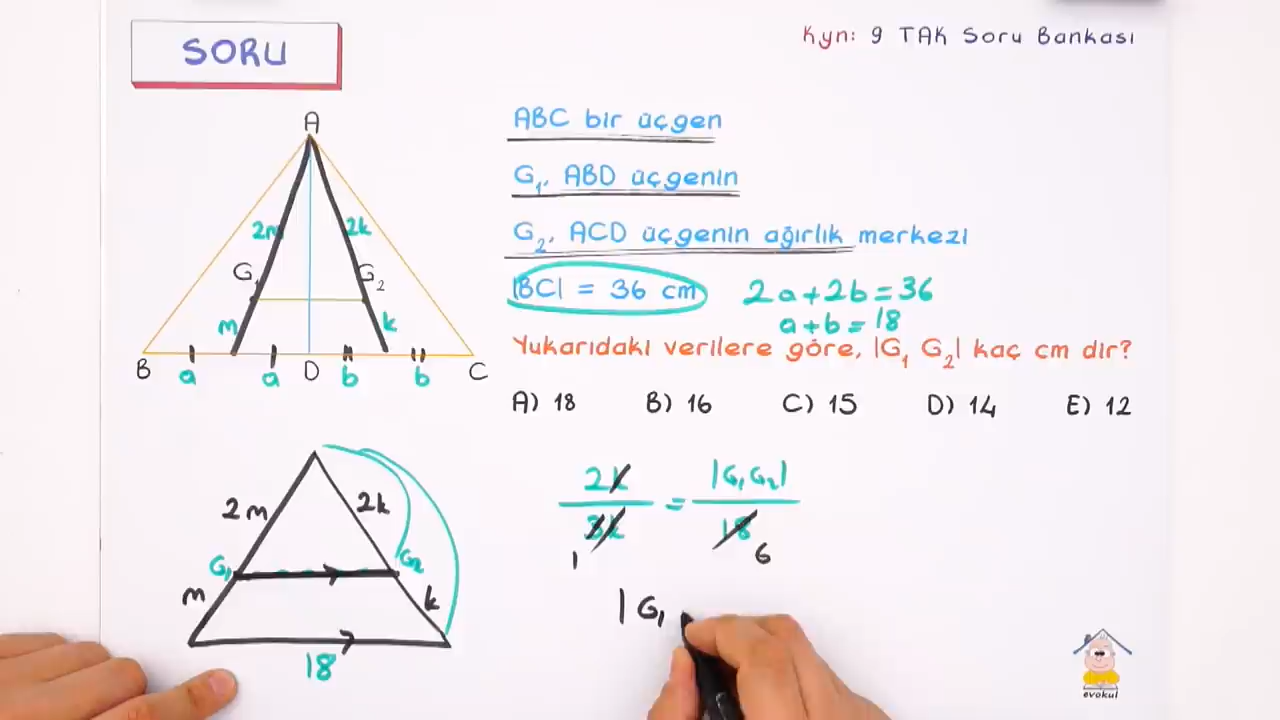 SORU
Kyn: 9 TAK Soru Bankası
ABC bir üçgen
G₁, ABD üçgenin
G₂, ACD üçgenin ağırlık merkezi
|BC| = 36 cm
2a+2b=36
a+b=18
Yukarıdaki verilere göre, |G₁ G₂| kaç cm dir?
A) 18 B) 16 C) 15 D) 14 E) 12
A
2m 2k
G₁ G₂
m k
B D C
a a b b
2m 2k
G₁ G₂
m k
18
2k/3k = |G₁G₂|/18
1 6
|G₁
evokul